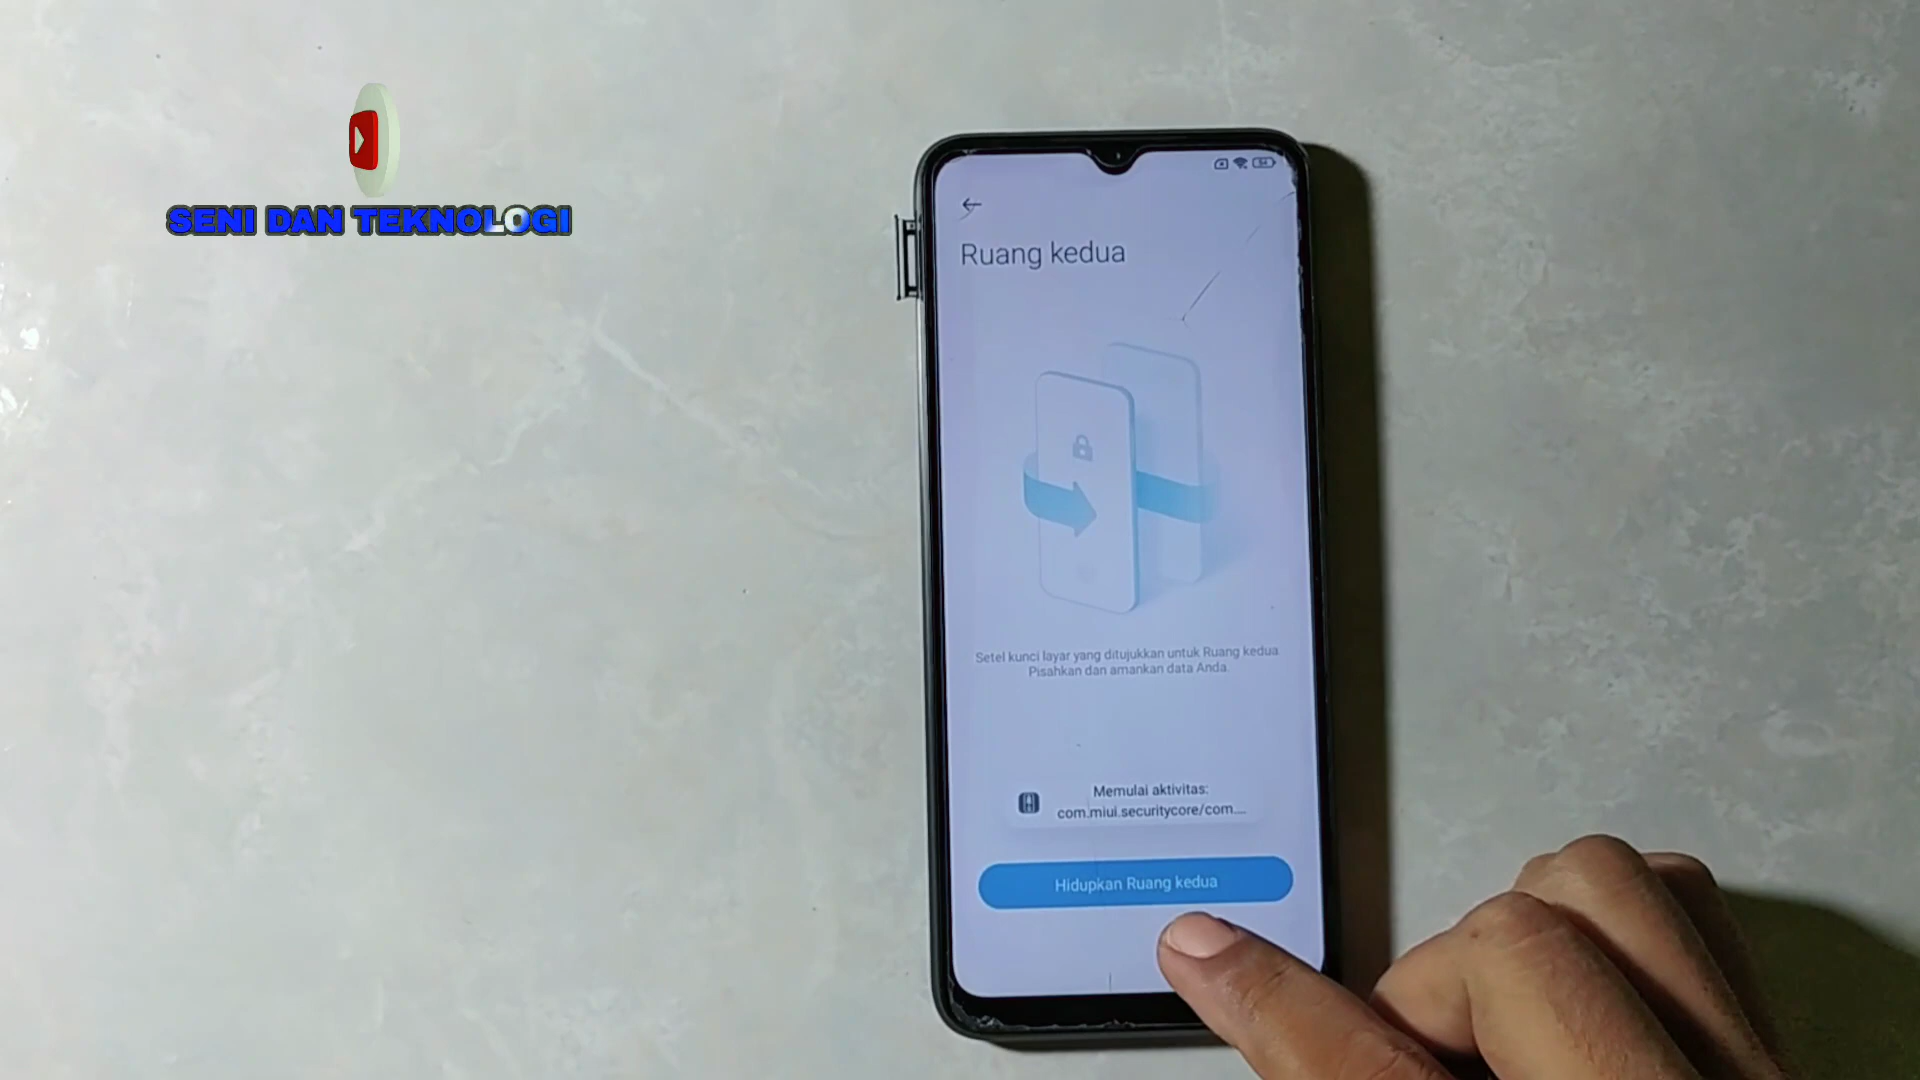 SENI DAN TEKNOLOGI
54
Ruang kedua
Setel kunci layar yang ditujukkan untuk Ruang kedua.
Pisahkan dan amankan data Anda.
Memulai aktivitas:
com.miui.securitycore/com....
Hidupkan Ruang kedua